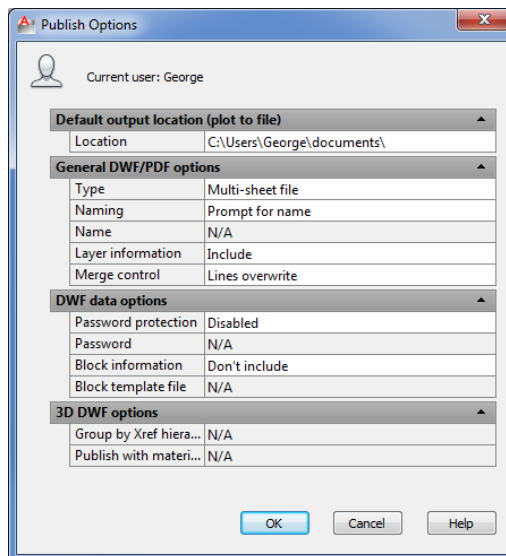 Publish Options
Current user: George
Default output location (plot to file)
Location C:\Users\George\documents\
General DWF/PDF options
Type Multi-sheet file
Naming Prompt for name
Name N/A
Layer information Include
Merge control Lines overwrite
DWF data options
Password protection Disabled
Password N/A
Block information Don't include
Block template file N/A
3D DWF options
Group by Xref hiera... N/A
Publish with materi... N/A
OK Cancel Help